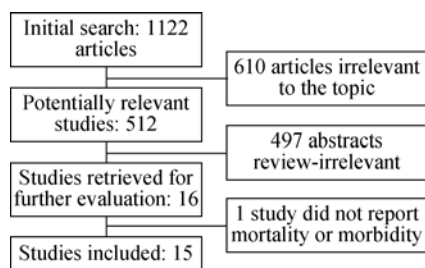 Initial search: 1122
articles
610 articles irrelevant
to the topic
Potentially relevant
studies: 512
497 abstracts
review-irrelevant
Studies retrieved for
further evaluation: 16
1 study did not report
mortality or morbidity
Studies included: 15